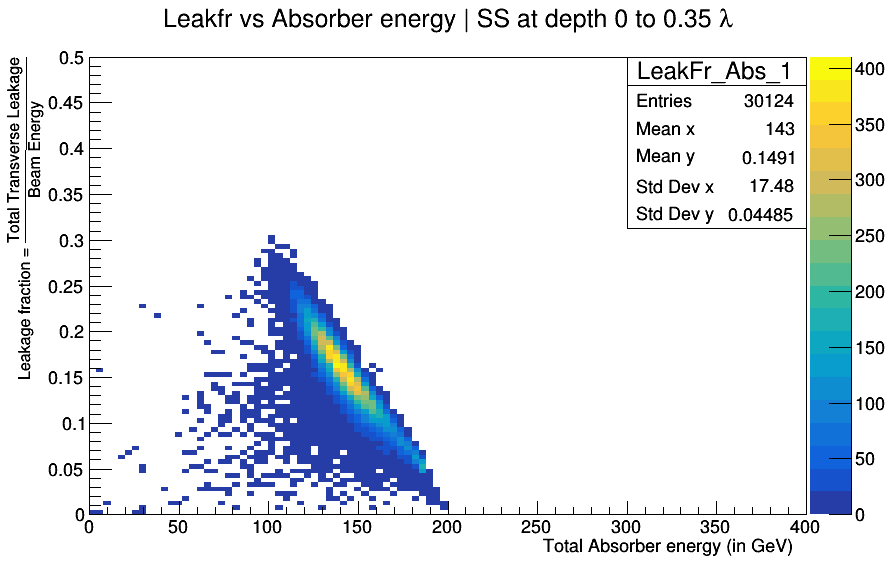 Leakfr vs Absorber energy | SS at depth 0 to 0.35 λ
Leakage fraction = Total Transverse Leakage
Beam Energy
0.5
0.45
0.4
0.35
0.3
0.25
0.2
0.15
0.1
0.05
0
LeakFr_Abs_1
Entries 30124
Mean x 143
Mean y 0.1491
Std Dev x 17.48
Std Dev y 0.04485
400
350
300
250
200
150
100
50
0
0 50 100 150 200 250 300 350 400
Total Absorber energy (in GeV)